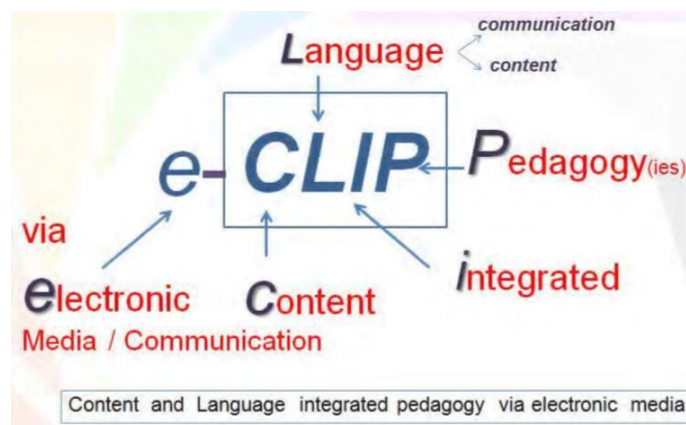 communication
Language
content
e-CLIP
Pedagogy(ies)
via
electronic
Content
integrated
Media / Communication
Content and Language integrated pedagogy via electronic media